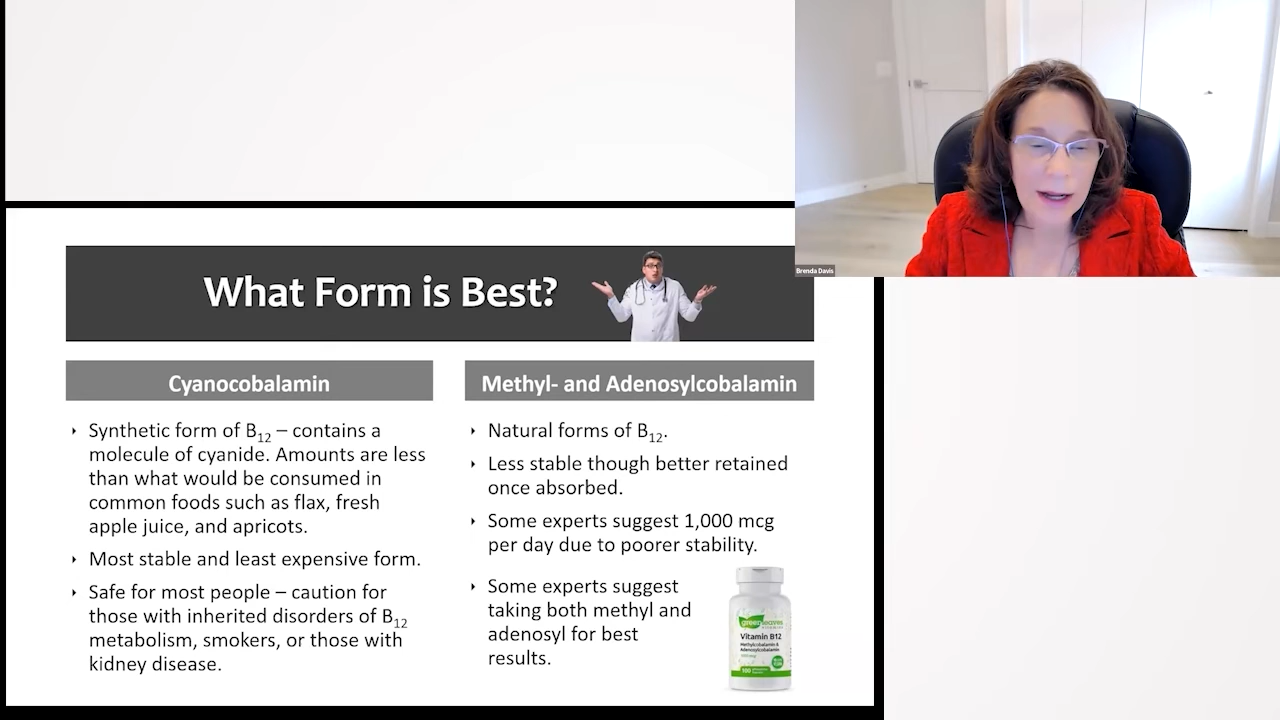 Brenda Davis
What Form is Best?
Cyanocobalamin
‣ Synthetic form of B12 – contains a
molecule of cyanide. Amounts are less
than what would be consumed in
common foods such as flax, fresh
apple juice, and apricots.
‣ Most stable and least expensive form.
‣ Safe for most people – caution for
those with inherited disorders of B12
metabolism, smokers, or those with
kidney disease.
Methyl- and Adenosylcobalamin
‣ Natural forms of B12.
‣ Less stable though better retained
once absorbed.
‣ Some experts suggest 1,000 mcg
per day due to poorer stability.
‣ Some experts suggest
taking both methyl and
adenosyl for best
results.
greenleaves
Vitamin B12
Methylcobalamin &
Adenosylcobalamin